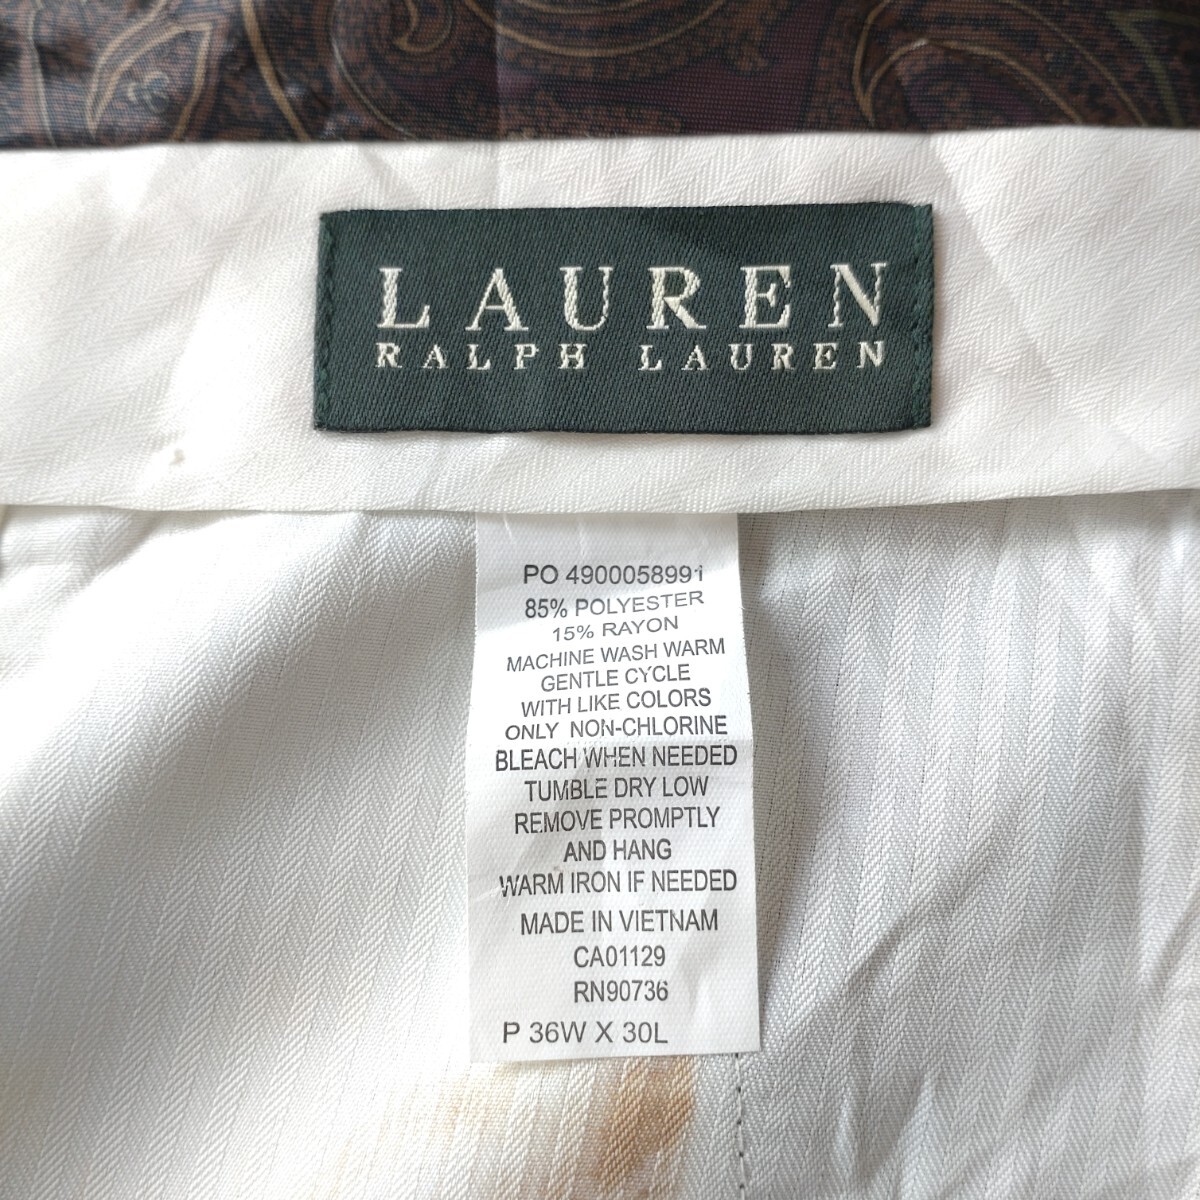 LAUREN
RALPH LAUREN
PO 4900058991
85% POLYESTER
15% RAYON
MACHINE WASH WARM
GENTLE CYCLE
WITH LIKE COLORS
ONLY NON-CHLORINE
BLEACH WHEN NEEDED
TUMBLE DRY LOW
REMOVE PROMPTLY
AND HANG
WARM IRON IF NEEDED
MADE IN VIETNAM
CA01129
RN90736
P 36W X 30L